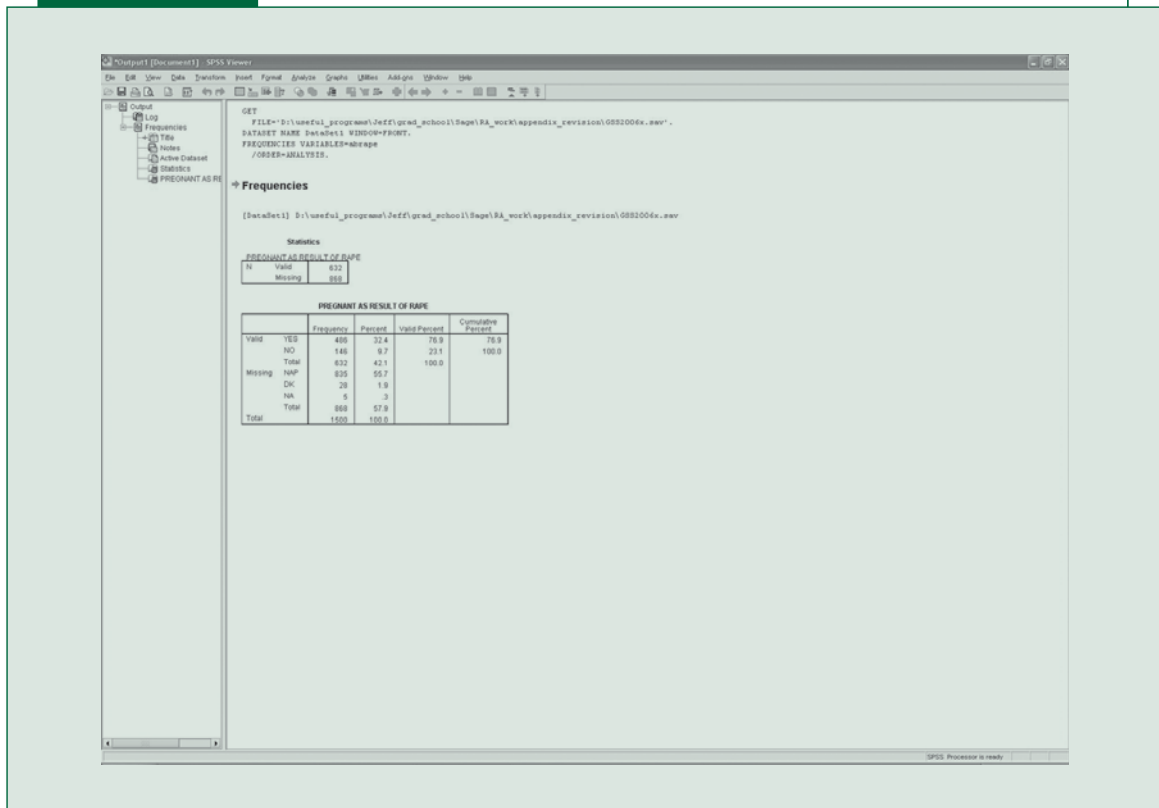 *Output1 [Document1] - SPSS Viewer
File Edit View Data Transform Insert Format Analyze Graphs Utilities Add-ons Window Help
Output
Log
Frequencies
Title
Notes
Active Dataset
Statistics
PREGNANT AS RE
GET
FILE='D:\useful_programs\Jeff\grad_school\Sage\RA_work\appendix_revision\GSS2006x.sav'.
DATASET NAME DataSet1 WINDOW=FRONT.
FREQUENCIES VARIABLES=abrape
/ORDER=ANALYSIS.
Frequencies
[DataSet1] D:\useful_programs\Jeff\grad_school\Sage\RA_work\appendix_revision\GSS2006x.sav
Statistics
PREGNANT AS RESULT OF RAPE
N Valid 632
Missing 868
PREGNANT AS RESULT OF RAPE
Frequency Percent Valid Percent Cumulative Percent
Valid YES 486 32.4 76.9 76.9
NO 146 9.7 23.1 100.0
Total 632 42.1 100.0
Missing NAP 835 55.7
DK 28 1.9
NA 5 .3
Total 868 57.9
Total 1500 100.0
SPSS Processor is ready